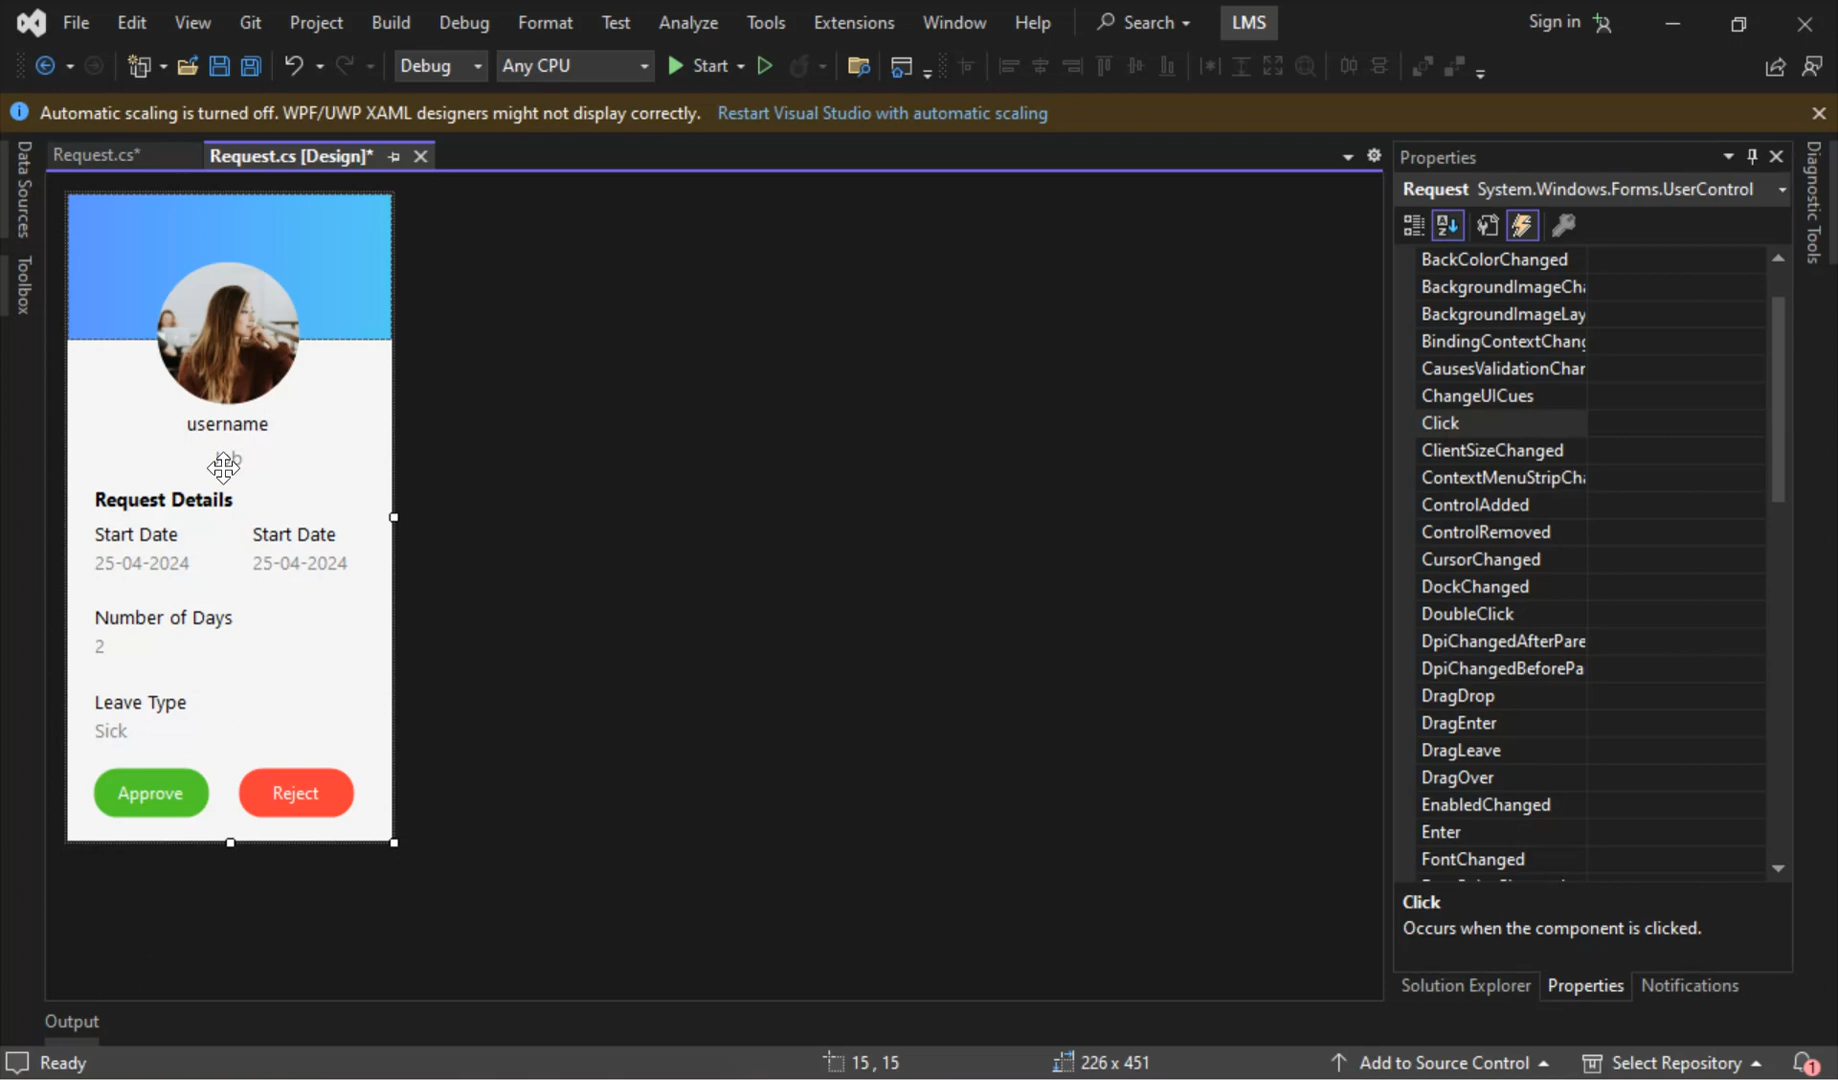 File Edit View Git Project Build Debug Test Analyze Tools Extensions Window Help Search LMS Sign in
Debug Any CPU Start
Automatic scaling is turned off. WPF/UWP XAML designers might not display correctly. Restart Visual Studio with automatic scaling
Data Sources
Toolbox
Request.cs* Request.cs [Design]*
username
Request Details
Start Date Start Date
25-04-2024 25-04-2024
Number of Days
2
Leave Type
Sick
Approve Reject
Properties
Request System.Windows.Forms.UserControl
BackColorChanged
BackgroundImageCha
BackgroundImageLay
BindingContextChang
CausesValidationChar
ChangeUICues
Click
ClientSizeChanged
ContextMenuStripCha
ControlAdded
ControlRemoved
CursorChanged
DockChanged
DoubleClick
DpiChangedAfterPare
DpiChangedBeforePa
DragDrop
DragEnter
DragLeave
DragOver
EnabledChanged
Enter
FontChanged
Click
Occurs when the component is clicked.
Solution Explorer Properties Notifications
Diagnostic Tools
Output
Ready 15 , 15 226 x 451 Add to Source Control Select Repository 1